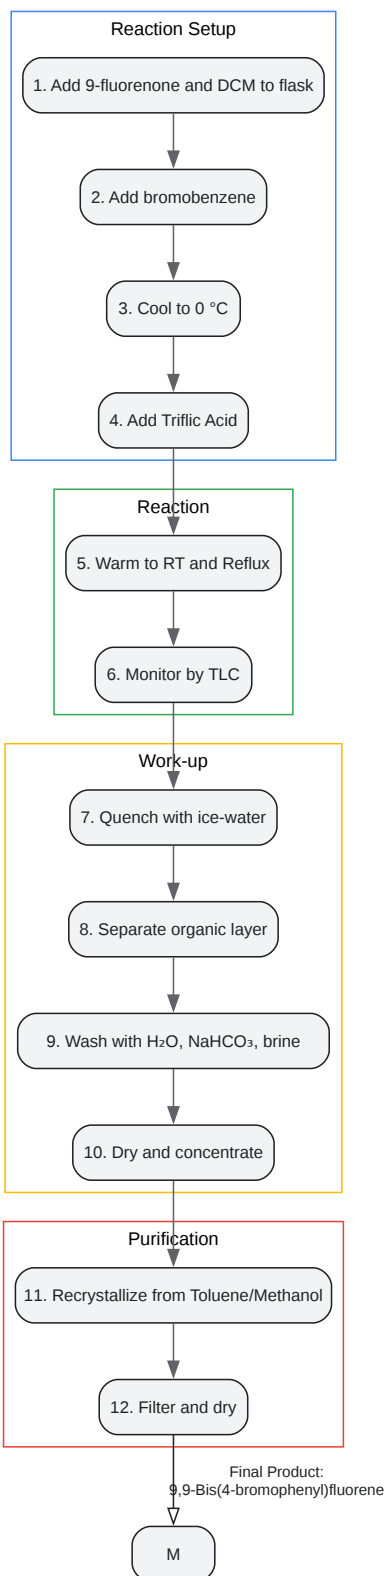 Reaction Setup
1. Add 9-fluorenone and DCM to flask
2. Add bromobenzene
3. Cool to 0 °C
4. Add Triflic Acid
Reaction
5. Warm to RT and Reflux
6. Monitor by TLC
Work-up
7. Quench with ice-water
8. Separate organic layer
9. Wash with H₂O, NaHCO₃, brine
10. Dry and concentrate
Purification
11. Recrystallize from Toluene/Methanol
12. Filter and dry
Final Product:
9,9-Bis(4-bromophenyl)fluorene
M